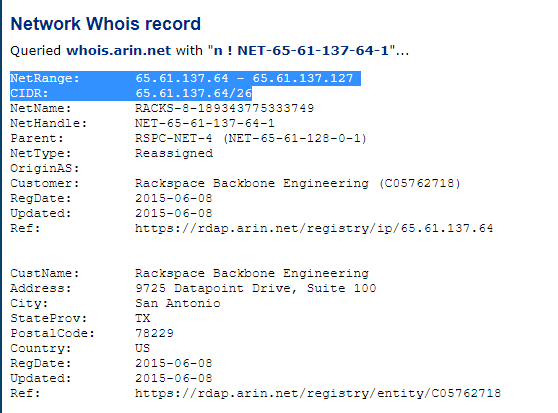 Network Whois record
Queried whois.arin.net with "n ! NET-65-61-137-64-1"...
NetRange: 65.61.137.64 - 65.61.137.127
CIDR: 65.61.137.64/26
NetName: RACKS-8-189343775333749
NetHandle: NET-65-61-137-64-1
Parent: RSPC-NET-4 (NET-65-61-128-0-1)
NetType: Reassigned
OriginAS:
Customer: Rackspace Backbone Engineering (C05762718)
RegDate: 2015-06-08
Updated: 2015-06-08
Ref: https://rdap.arin.net/registry/ip/65.61.137.64
CustName: Rackspace Backbone Engineering
Address: 9725 Datapoint Drive, Suite 100
City: San Antonio
StateProv: TX
PostalCode: 78229
Country: US
RegDate: 2015-06-08
Updated: 2015-06-08
Ref: https://rdap.arin.net/registry/entity/C05762718